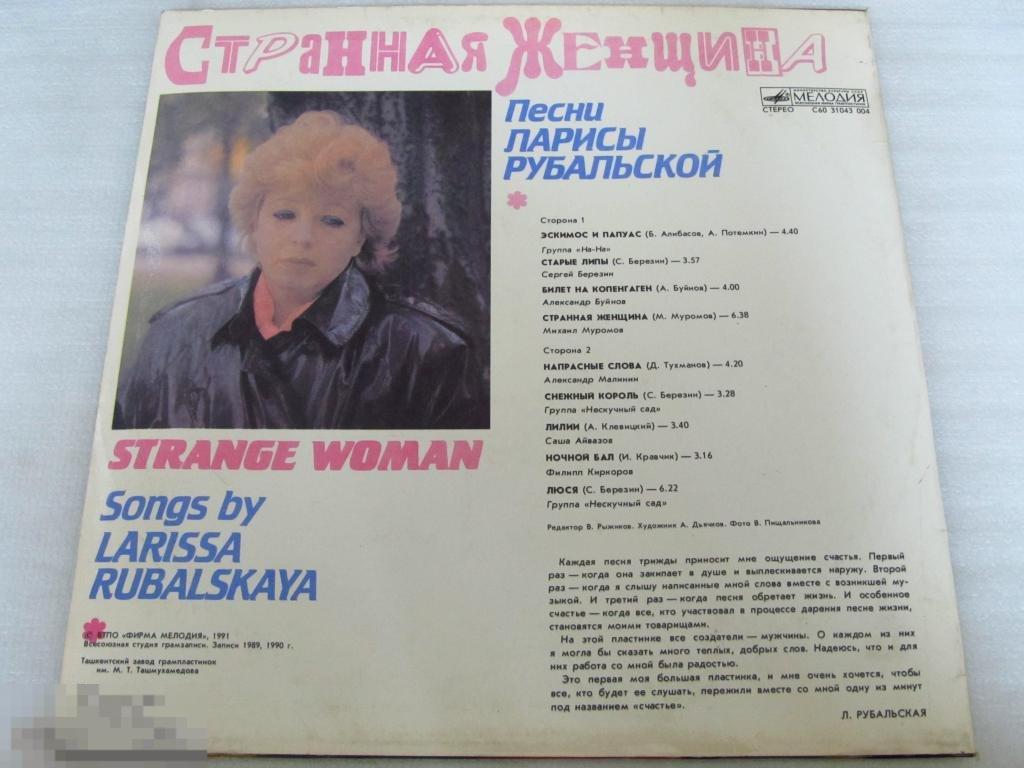 Странная Женщина
МИНИСТЕРСТВО КУЛЬТУРЫ СССР
МЕЛОДИЯ
ВСЕСОЮЗНАЯ ФИРМА ГРАМПЛАСТИНОК
СТЕРЕО С60 31043 004
Песни
ЛАРИСЫ
РУБАЛЬСКОЙ
Сторона 1
ЭСКИМОС И ПАПУАС (Б. Алибасов, А. Потемкин) — 4.40
Группа «На-На»
СТАРЫЕ ЛИПЫ (С. Березин) — 3.57
Сергей Березин
БИЛЕТ НА КОПЕНГАГЕН (А. Буйнов) — 4.00
Александр Буйнов
СТРАННАЯ ЖЕНЩИНА (М. Муромов) — 6.38
Михаил Муромов
Сторона 2
НАПРАСНЫЕ СЛОВА (Д. Тухманов) — 4.20
Александр Малинин
СНЕЖНЫЙ КОРОЛЬ (С. Березин) — 3.28
Группа «Нескучный сад»
ЛИЛИИ (А. Клевицкий) — 3.40
Саша Айвазов
НОЧНОЙ БАЛ (И. Кравчик) — 3.16
Филипп Киркоров
ЛЮСЯ (С. Березин) — 6.22
Группа «Нескучный сад»
Редактор В. Рыжиков. Художник А. Дьячков. Фото В. Пищальникова
STRANGE WOMAN
Songs by
LARISSA
RUBALSKAYA
Каждая песня трижды приносит мне ощущение счастья. Первый
раз — когда она закипает в душе и выплескивается наружу. Второй
раз — когда я слышу написанные мной слова вместе с возникшей му-
зыкой. И третий раз — когда песня обретает жизнь. И особенное
счастье — когда все, кто участвовал в процессе дарения песне жизни,
становятся моими товарищами.
На этой пластинке все создатели — мужчины. О каждом из них
я могла бы сказать много теплых, добрых слов. Надеюсь, что и для
них работа со мной была радостью.
Это первая моя большая пластинка, и мне очень хочется, чтобы
все, кто будет ее слушать, пережили вместе со мной одну из минут
под названием «счастье».
Л. РУБАЛЬСКАЯ
© ВТПО «ФИРМА МЕЛОДИЯ», 1991
Всесоюзная студия грамзаписи. Записи 1989, 1990 г.
Ташкентский завод грампластинок
им. М. Т. Ташмухамедова